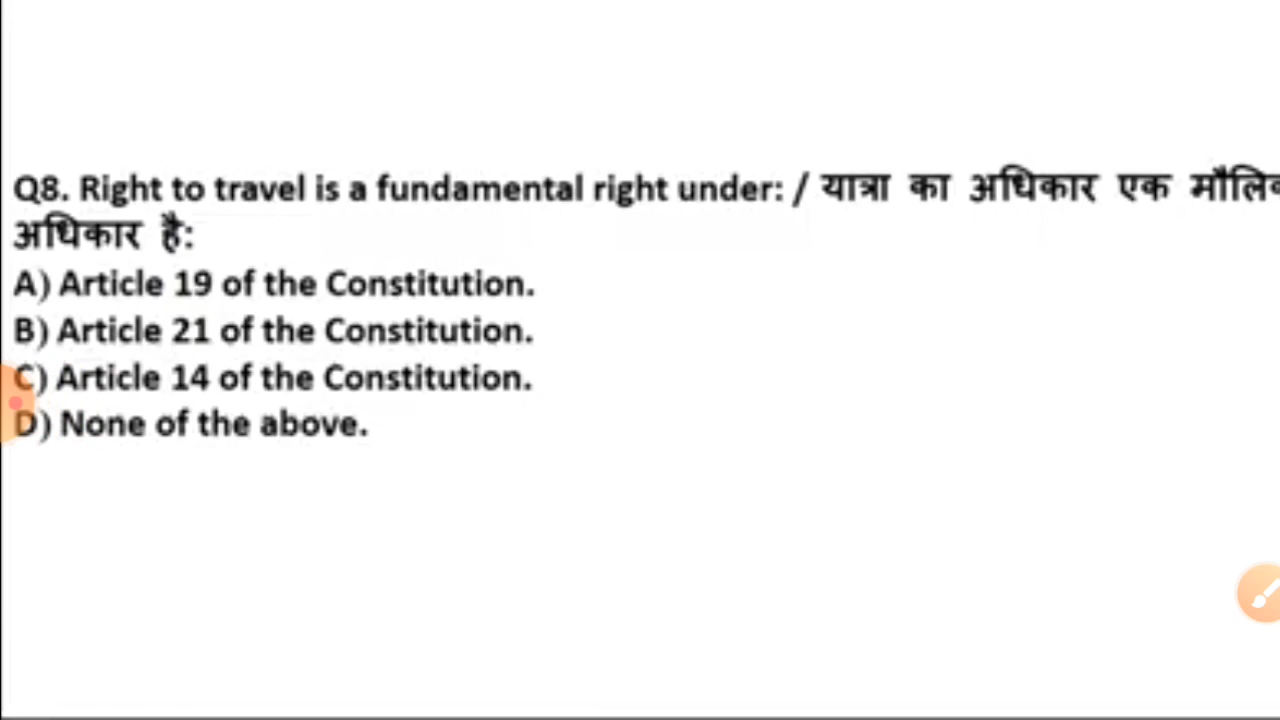 Q8. Right to travel is a fundamental right under: / यात्रा का अधिकार एक
अधिकार है:
A) Article 19 of the Constitution.
B) Article 21 of the Constitution.
C) Article 14 of the Constitution.
D) None of the above.